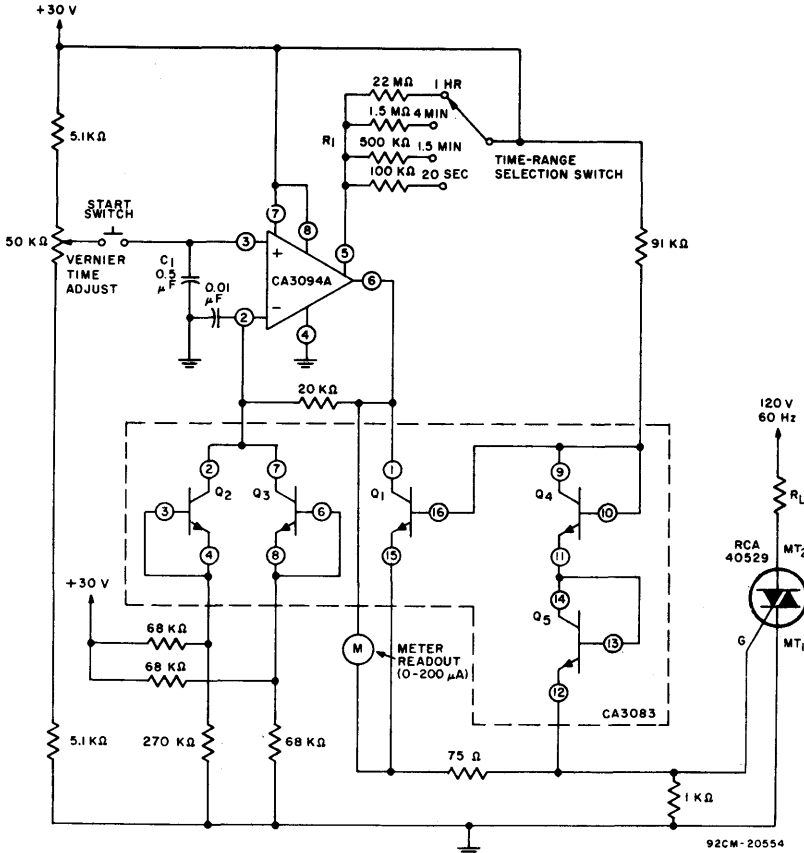 +30 V
5.1KΩ
50 KΩ
START
SWITCH
VERNIER
TIME
ADJUST
C1
0.5
μF
0.01
μF
3
2
7
8
+
−
CA3094A
4
5
6
22 MΩ
1 HR
1.5 MΩ
4 MIN
R1
500 KΩ
1.5 MIN
100 KΩ
20 SEC
TIME-RANGE
SELECTION SWITCH
91 KΩ
20 KΩ
120 V
60 Hz
RL
RCA
40529
MT2
G
MT1
2
7
1
9
3
Q2
Q3
6
Q1
16
Q4
10
4
8
15
11
14
Q5
13
12
CA3083
+30 V
68 KΩ
68 KΩ
M
METER
READOUT
(0-200 μA)
5.1 KΩ
270 KΩ
68 KΩ
75 Ω
1 KΩ
92CM-20554